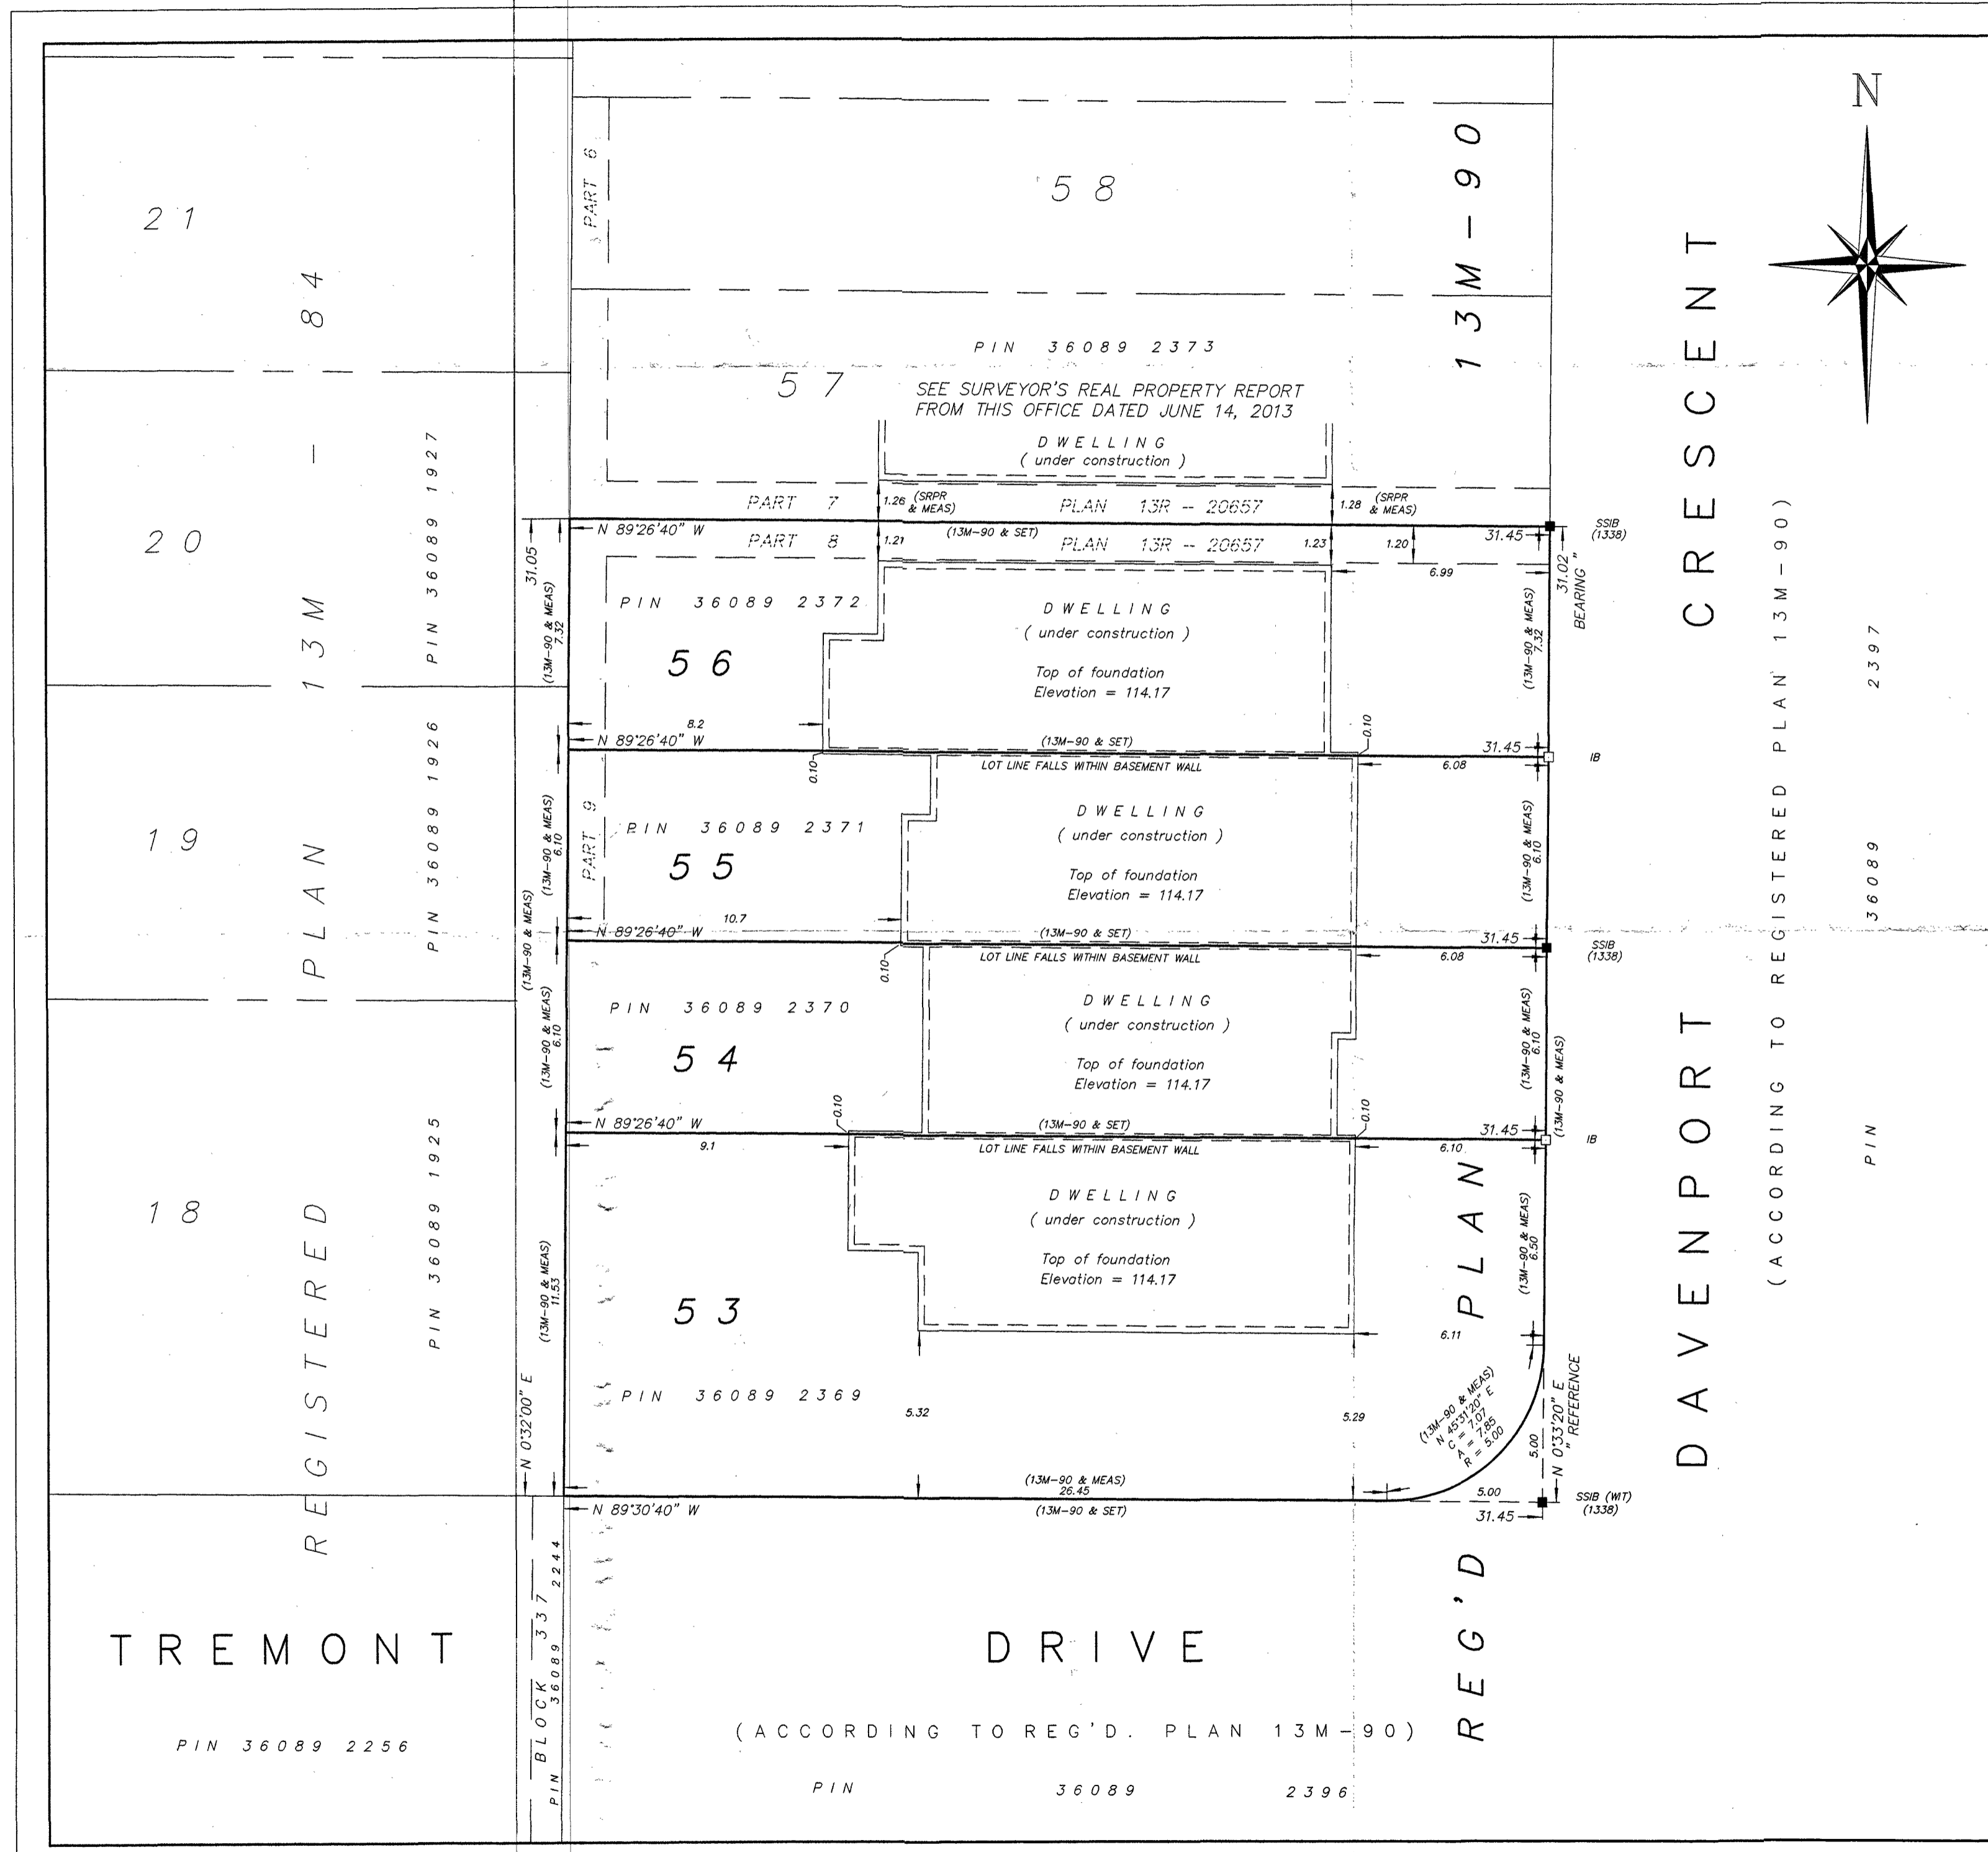 N
21
PART 6
58
13M-90
REGISTERED PLAN 13M - 84
PIN 36089 2373
57
SEE SURVEYOR'S REAL PROPERTY REPORT
FROM THIS OFFICE DATED JUNE 14, 2013
DWELLING
( under construction )
PART 7
1.26 (SRPR
& MEAS)
PLAN 13R -- 20657
1.28 (SRPR
& MEAS)
20
PIN 36089 1927
31.05
N 89°26'40" W
(13M-90 & SET)
31.45
SSIB
(1338)
PART 8
1.21
PLAN 13R -- 20657
1.23
1.20
6.99
31.02
BEARING"
(13M-90 & MEAS)
7.32
PIN 36089 2372
56
DWELLING
( under construction )
Top of foundation
Elevation = 114.17
(13M-90 & MEAS)
7.32
8.2
N 89°26'40" W
(13M-90 & SET)
0.10
31.45
IB
0.10
LOT LINE FALLS WITHIN BASEMENT WALL
6.08
19
PIN 36089 1926
(13M-90 & MEAS)
6.10
PART 9
PIN 36089 2371
55
DWELLING
( under construction )
Top of foundation
Elevation = 114.17
(13M-90 & MEAS)
6.10
10.7
N 89°26'40" W
(13M-90 & SET)
31.45
SSIB
(1338)
0.10
LOT LINE FALLS WITHIN BASEMENT WALL
6.08
(13M-90 & MEAS)
(13M-90 & MEAS)
6.10
PIN 36089 2370
54
DWELLING
( under construction )
Top of foundation
Elevation = 114.17
(13M-90 & MEAS)
6.10
(13M-90 & MEAS)
N 89°26'40" W
0.10
(13M-90 & SET)
0.10
31.45
IB
9.1
LOT LINE FALLS WITHIN BASEMENT WALL
6.10
18
PIN 36089 1925
(13M-90 & MEAS)
11.53
DWELLING
( under construction )
Top of foundation
Elevation = 114.17
(13M-90 & MEAS)
6.50
53
6.11
PIN 36089 2369
5.32
5.29
(13M-90 & MEAS)
N 45°31'20" E
C = 7.07
A = 7.85
R = 5.00
5.00
N 0°33'20" E
" REFERENCE
N 0°32'00" E
(13M-90 & MEAS)
26.45
N 89°30'40" W
(13M-90 & SET)
5.00
31.45
SSIB (WIT)
(1338)
REG'D PLAN
DAVENPORT CRESCENT
(ACCORDING TO REGISTERED PLAN 13M-90)
PIN 36089 2397
BLOCK 337
PIN 36089 2244
TREMONT DRIVE
PIN 36089 2256
(ACCORDING TO REG'D. PLAN 13M-90)
PIN 36089 2396